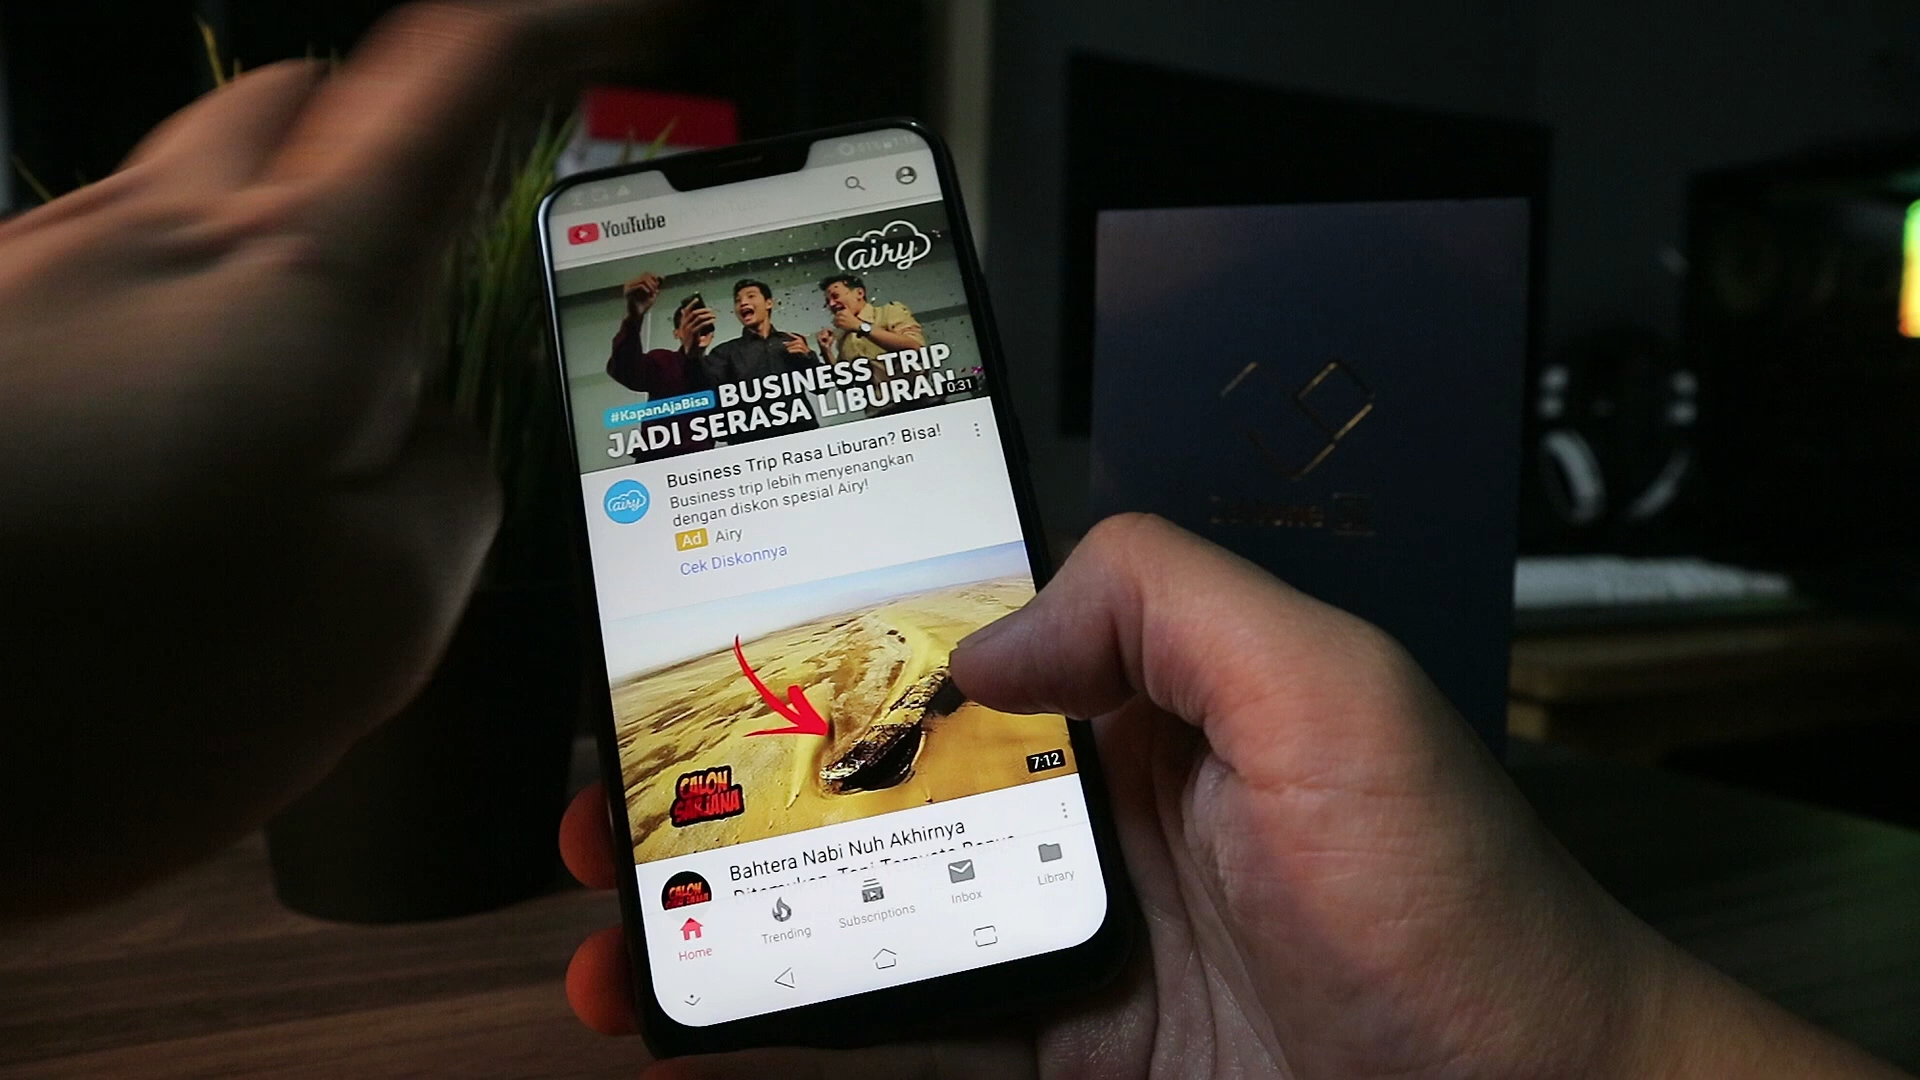 YouTube
airy
#KapanAjaBisa BUSINESS TRIP
JADI SERASA LIBURAN
0:31
Business Trip Rasa Liburan? Bisa!
airy
Business trip lebih menyenangkan
dengan diskon spesial Airy!
Ad Airy
Cek Diskonnya
CALON
SARJANA
7:12
Bahtera Nabi Nuh Akhirnya
Home
Trending
Subscriptions
Inbox
Library